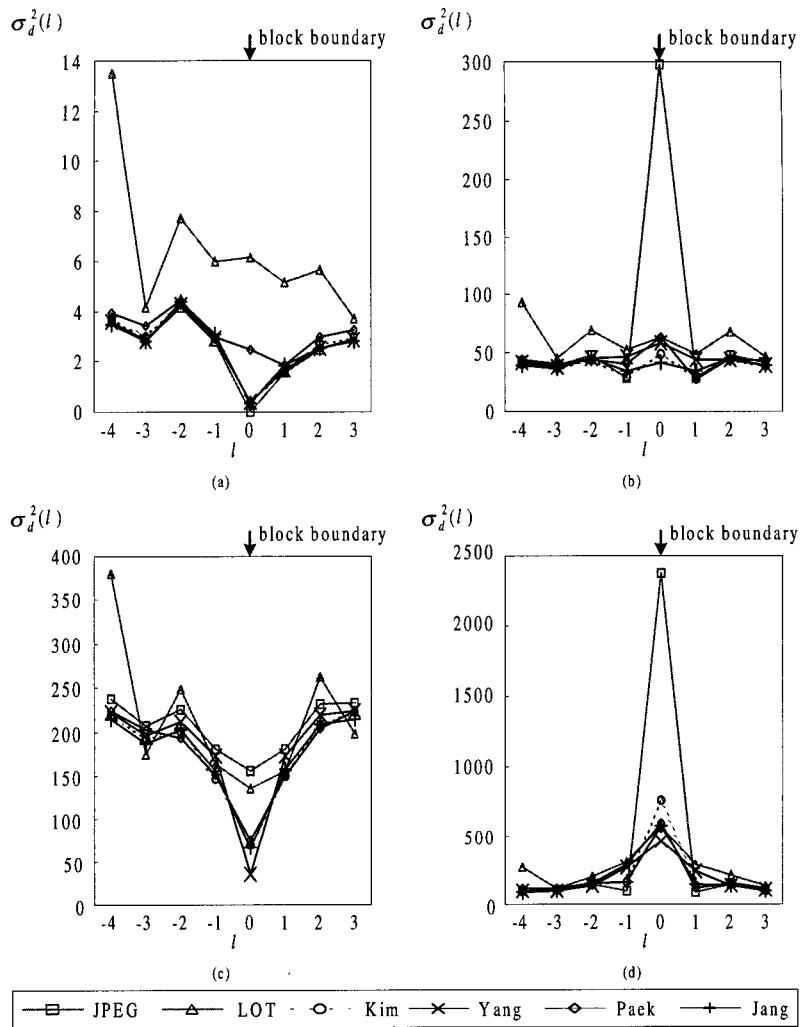 σ_d^2(l)
block boundary
14
12
10
8
6
4
2
0
-4 -3 -2 -1 0 1 2 3
l
(a)
σ_d^2(l)
block boundary
300
250
200
150
100
50
0
-4 -3 -2 -1 0 1 2 3
l
(b)
σ_d^2(l)
block boundary
400
350
300
250
200
150
100
50
0
-4 -3 -2 -1 0 1 2 3
l
(c)
σ_d^2(l)
block boundary
2500
2000
1500
1000
500
0
-4 -3 -2 -1 0 1 2 3
l
(d)
JPEG LOT Kim Yang Paek Jang